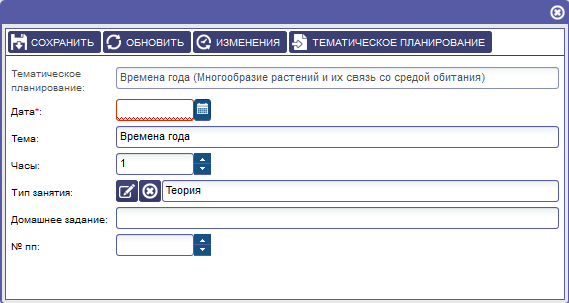 СОХРАНИТЬ ОБНОВИТЬ ИЗМЕНЕНИЯ ТЕМАТИЧЕСКОЕ ПЛАНИРОВАНИЕ
Тематическое
планирование: Времена года (Многообразие растений и их связь со средой обитания)
Дата*:
Тема: Времена года
Часы: 1
Тип занятия: Теория
Домашнее задание:
№ пп: